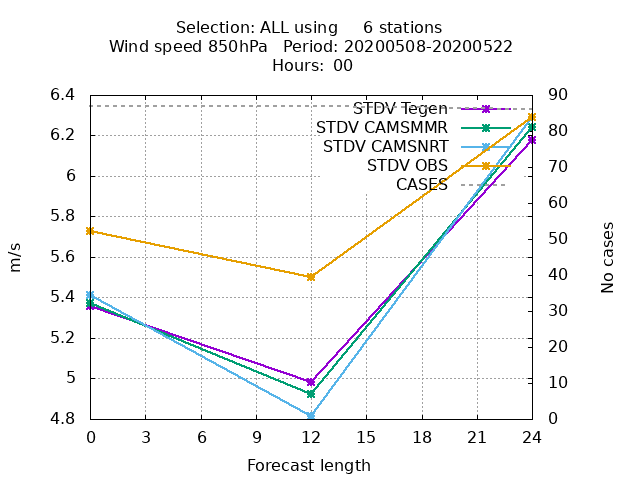 Selection: ALL using     6 stations
Wind speed 850hPa   Period: 20200508-20200522
Hours:  00
6.4
6.2
6
5.8
5.6
5.4
5.2
5
4.8
m/s
90
80
70
60
50
40
30
20
10
0
No cases
STDV Tegen
STDV CAMSMMR
STDV CAMSNRT
STDV OBS
CASES
0 3 6 9 12 15 18 21 24
Forecast length